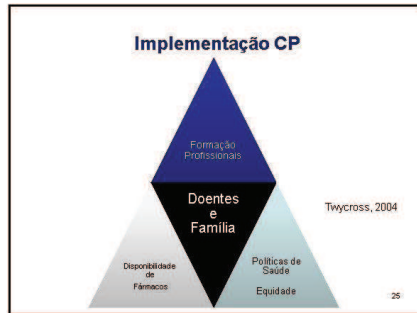 Implementação CP
Formação
Profissionais
Doentes
e
Família
Twycross, 2004
Disponibilidade
de
Fármacos
Políticas de
Saúde
Equidade
25